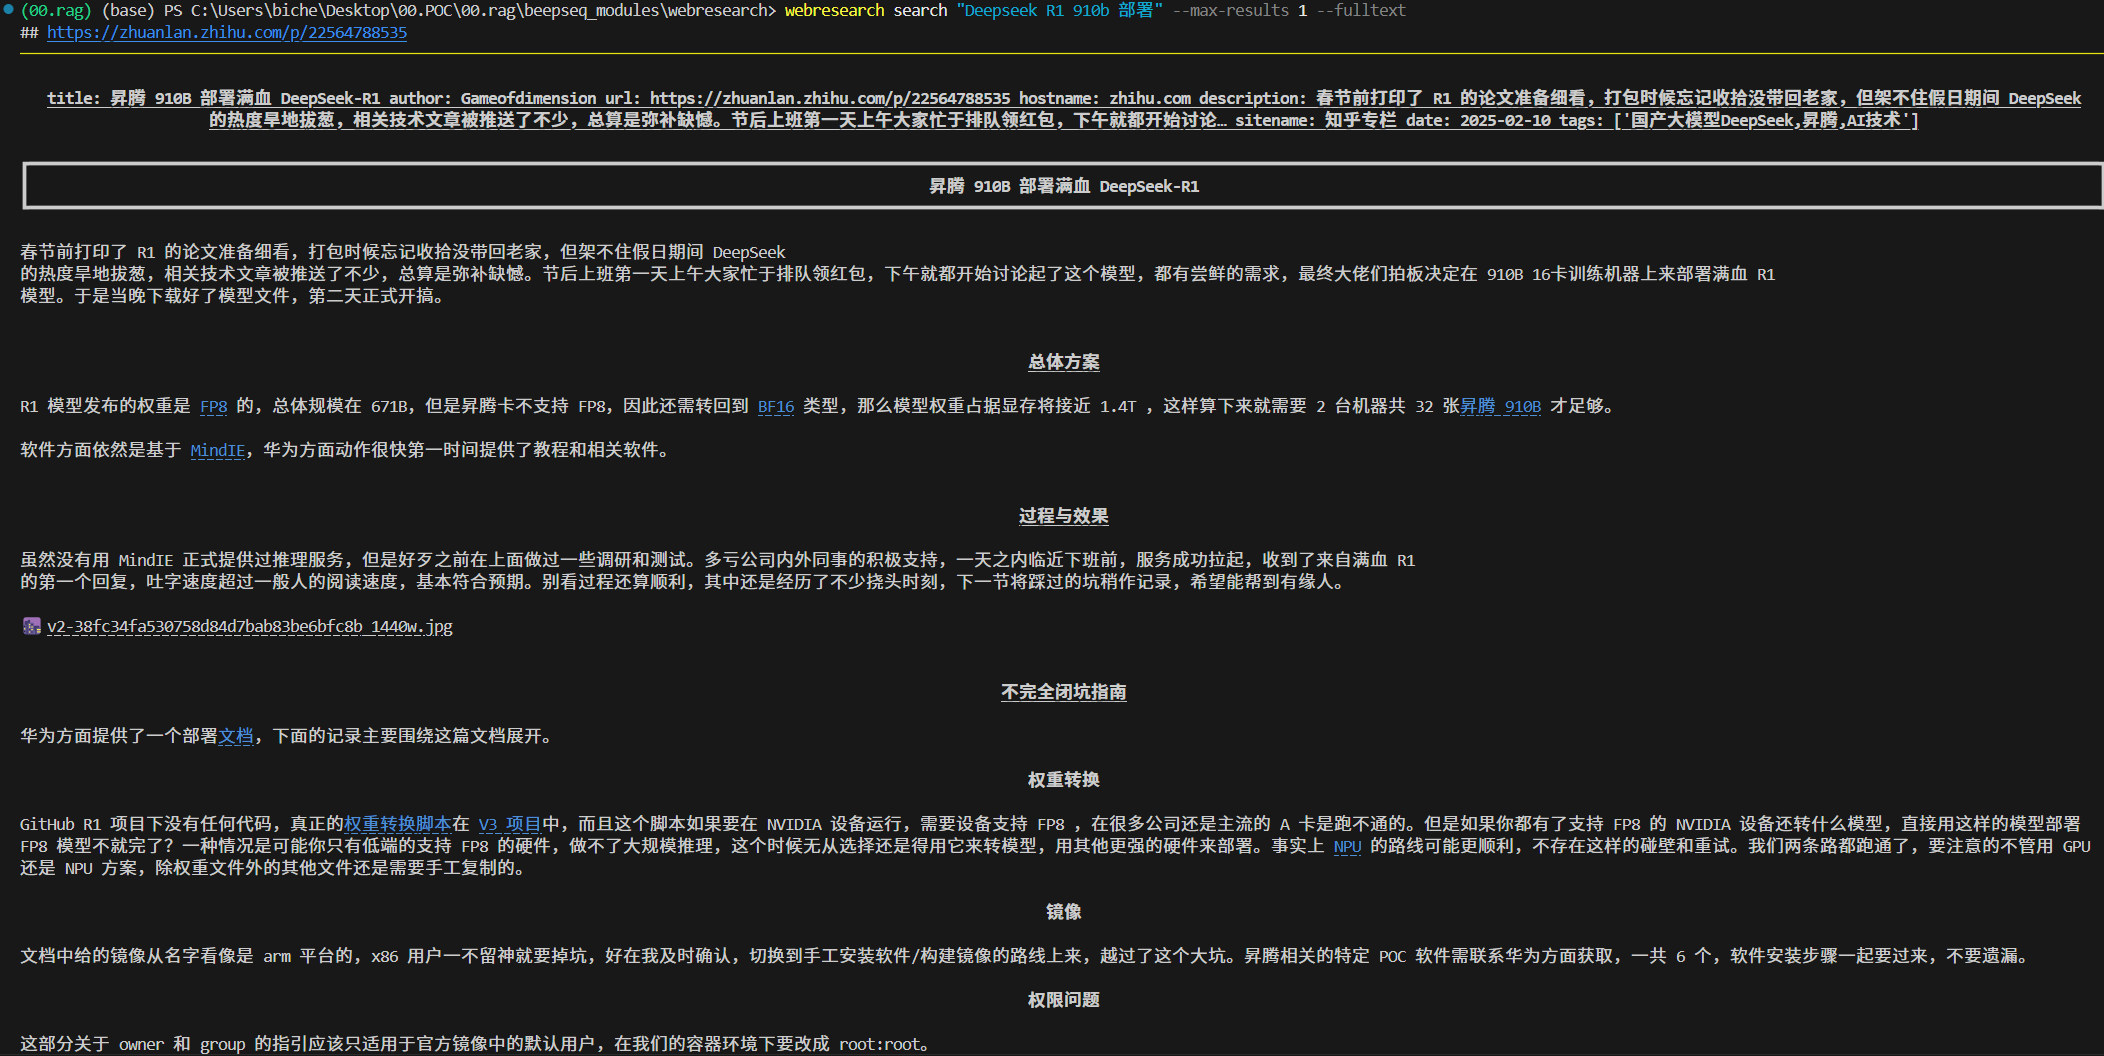 (00.rag) (base) PS C:\Users\biche\Desktop\00.POC\00.rag\beepseq_modules\webresearch> webresearch search "Deepseek R1 910b 部署" --max-results 1 --fulltext
## https://zhuanlan.zhihu.com/p/22564788535
title: 昇腾 910B 部署满血 DeepSeek-R1 author: Gameofdimension url: https://zhuanlan.zhihu.com/p/22564788535 hostname: zhihu.com description: 春节前打印了 R1 的论文准备细看，打包时候忘记收拾没带回老家，但架不住假日期间 DeepSeek
的热度旱地拔葱，相关技术文章被推送了不少，总算是弥补缺憾。节后上班第一天上午大家忙于排队领红包，下午就都开始讨论… sitename: 知乎专栏 date: 2025-02-10 tags: ['国产大模型DeepSeek,昇腾,AI技术']
昇腾 910B 部署满血 DeepSeek-R1
春节前打印了 R1 的论文准备细看，打包时候忘记收拾没带回老家，但架不住假日期间 DeepSeek
的热度旱地拔葱，相关技术文章被推送了不少，总算是弥补缺憾。节后上班第一天上午大家忙于排队领红包，下午就都开始讨论起了这个模型，都有尝鲜的需求，最终大佬们拍板决定在 910B 16卡训练机器上来部署满血 R1
模型。于是当晚下载好了模型文件，第二天正式开搞。
总体方案
R1 模型发布的权重是 FP8 的，总体规模在 671B，但是昇腾卡不支持 FP8，因此还需转回到 BF16 类型，那么模型权重占据显存将接近 1.4T ，这样算下来就需要 2 台机器共 32 张昇腾 910B 才足够。
软件方面依然是基于 MindIE，华为方面动作很快第一时间提供了教程和相关软件。
过程与效果
虽然没有用 MindIE 正式提供过推理服务，但是好歹之前在上面做过一些调研和测试。多亏公司内外同事的积极支持，一天之内临近下班前，服务成功拉起，收到了来自满血 R1
的第一个回复，吐字速度超过一般人的阅读速度，基本符合预期。别看过程还算顺利，其中还是经历了不少挠头时刻，下一节将踩过的坑稍作记录，希望能帮到有缘人。
v2-38fc34fa530758d84d7bab83be6bfc8b_1440w.jpg
不完全闭坑指南
华为方面提供了一个部署文档，下面的记录主要围绕这篇文档展开。
权重转换
GitHub R1 项目下没有任何代码，真正的权重转换脚本在 V3 项目中，而且这个脚本如果要在 NVIDIA 设备运行，需要设备支持 FP8 ，在很多公司还是主流的 A 卡是跑不通的。但是如果你都有了支持 FP8 的 NVIDIA 设备还转什么模型，直接用这样的模型部署
FP8 模型不就完了？一种情况是可能你只有低端的支持 FP8 的硬件，做不了大规模推理，这个时候无从选择还是得用它来转模型，用其他更强的硬件来部署。事实上 NPU 的路线可能更顺利，不存在这样的碰壁和重试。我们两条路都跑通了，要注意的不管用 GPU
还是 NPU 方案，除权重文件外的其他文件还是需要手工复制的。
镜像
文档中给的镜像从名字看像是 arm 平台的，x86 用户一不留神就要掉坑，好在我及时确认，切换到手工安装软件/构建镜像的路线上来，越过了这个大坑。昇腾相关的特定 POC 软件需联系华为方面获取，一共 6 个，软件安装步骤一起要过来，不要遗漏。
权限问题
这部分关于 owner 和 group 的指引应该只适用于官方镜像中的默认用户，在我们的容器环境下要改成 root:root。